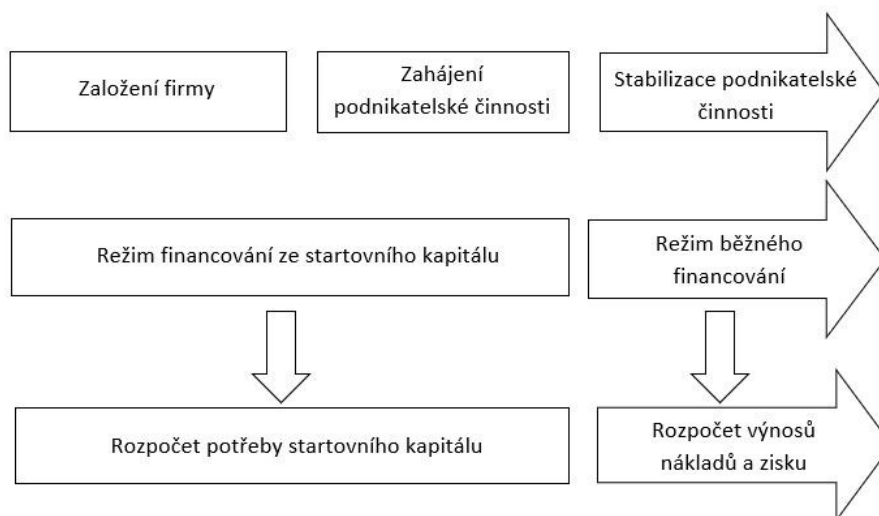 Založení firmy
Zahájení
podnikatelské činnosti
Stabilizace podnikatelské
činnosti
Režim financování ze startovního kapitálu
Režim běžného
financování
Rozpočet potřeby startovního kapitálu
Rozpočet výnosů
nákladů a zisku